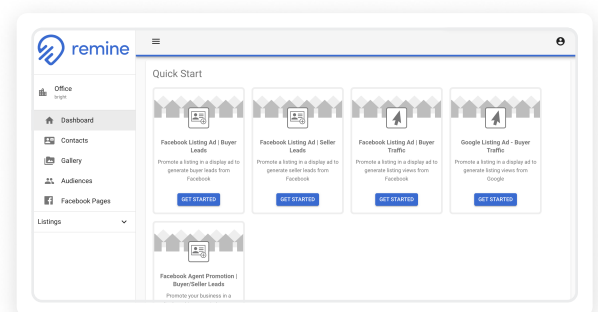 remine
Office
bright
Dashboard
Contacts
Gallery
Audiences
Facebook Pages
Listings
Quick Start
Facebook Listing Ad | Buyer
Leads
Promote a listing in a display ad to
generate buyer leads from
Facebook
GET STARTED
Facebook Listing Ad | Seller
Leads
Promote a listing in a display ad to
generate seller leads from
Facebook
GET STARTED
Facebook Listing Ad | Buyer
Traffic
Promote a listing in a display ad to
generate listing views from
Facebook
GET STARTED
Google Listing Ad - Buyer
Traffic
Promote a listing in a display ad to
generate listing views from
Google
GET STARTED
Facebook Agent Promotion |
Buyer/Seller Leads
Promote your business in a